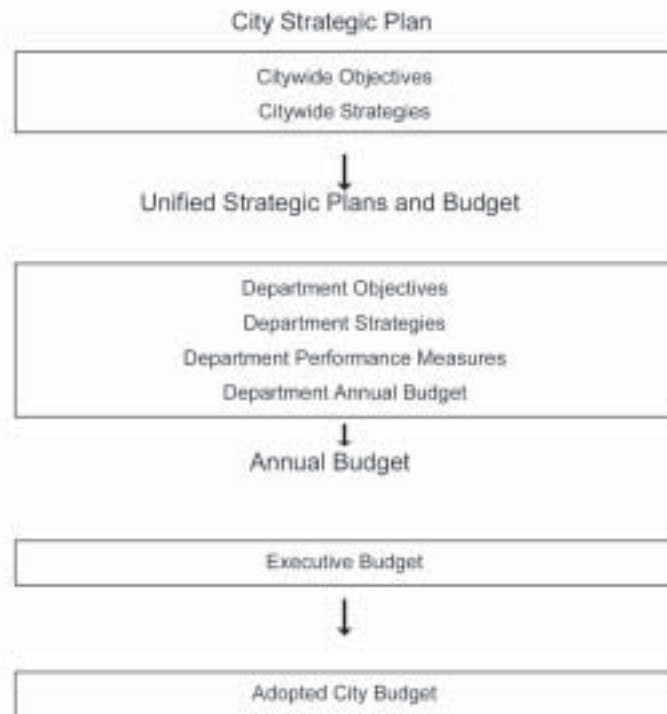 City Strategic Plan
Citywide Objectives
Citywide Strategies
Unified Strategic Plans and Budget
Department Objectives
Department Strategies
Department Performance Measures
Department Annual Budget
Annual Budget
Executive Budget
Adopted City Budget